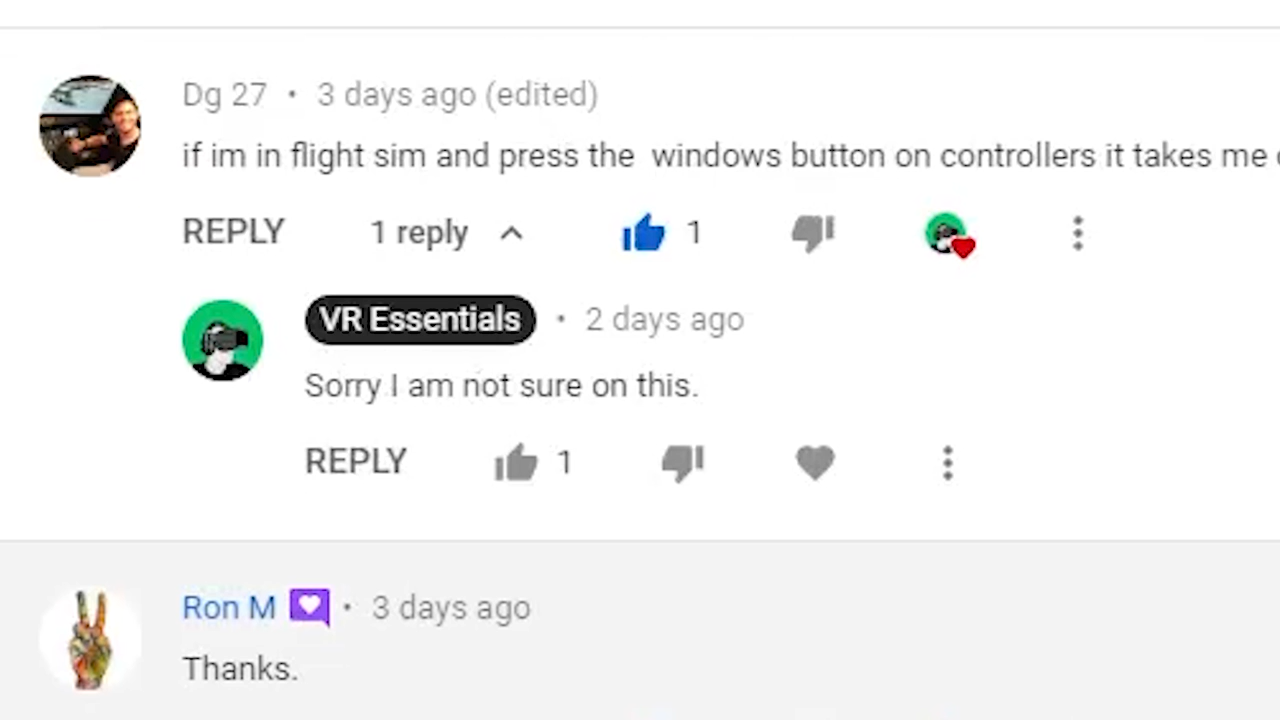 Dg 27 • 3 days ago (edited)
if im in flight sim and press the windows button on controllers it takes me
REPLY 1 reply 1
VR Essentials • 2 days ago
Sorry I am not sure on this.
REPLY 1
Ron M • 3 days ago
Thanks.